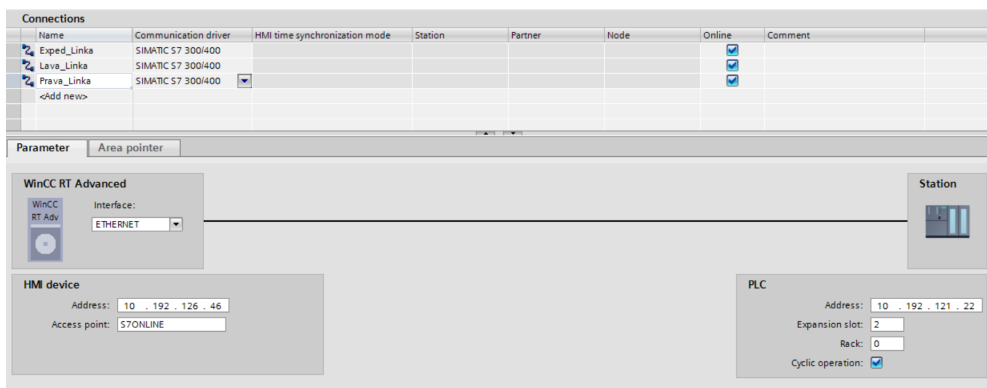 Connections
Name Communication driver HMI time synchronization mode Station Partner Node Online Comment
Exped_Linka SIMATIC S7 300/400
Lava_Linka SIMATIC S7 300/400
Prava_Linka SIMATIC S7 300/400
<Add new>
Parameter Area pointer
WinCC RT Advanced Station
WinCC Interface:
RT Adv
ETHERNET
HMI device PLC
Address: 10 . 192 . 126 . 46 Address: 10 . 192 . 121 . 22
Access point: S7ONLINE Expansion slot: 2
Rack: 0
Cyclic operation: